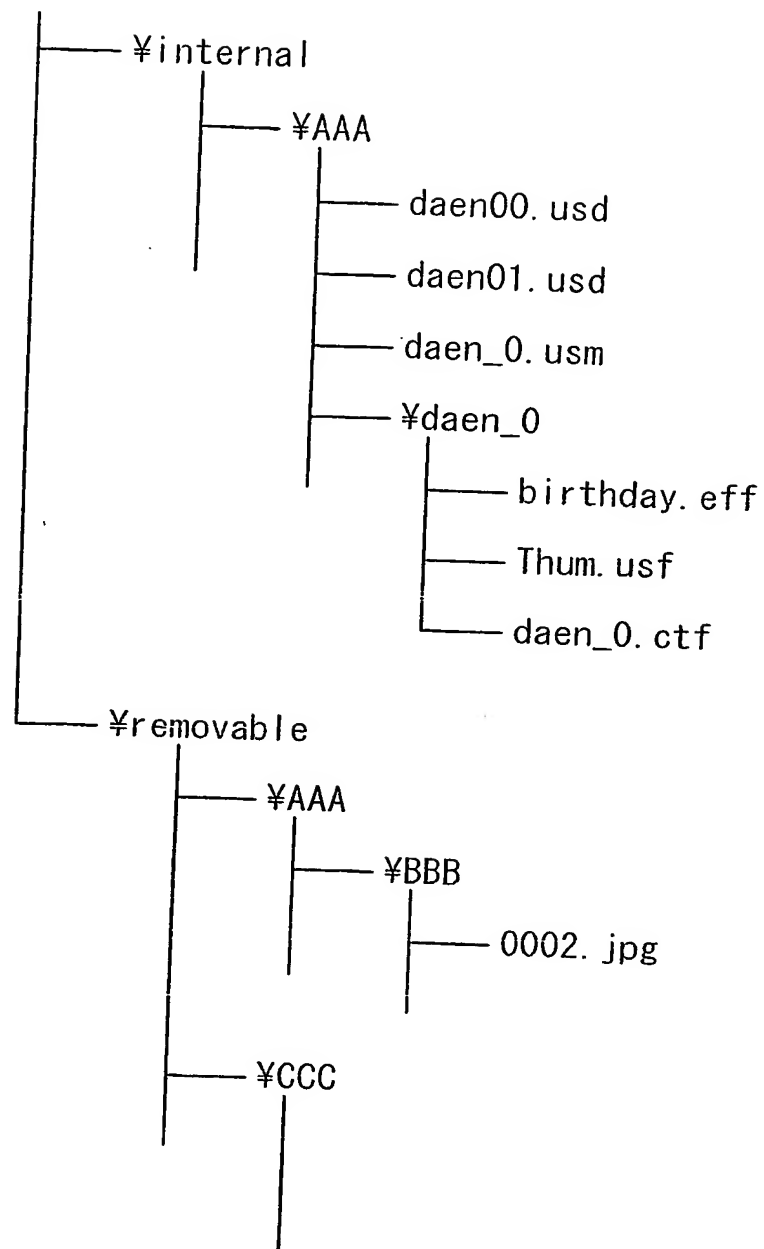 ¥internal
¥AAA
daen00.usd
daen01.usd
daen_0.usm
¥daen_0
birthday.eff
Thum.usf
daen_0.ctf
¥removable
¥AAA
¥BBB
0002.jpg
¥CCC